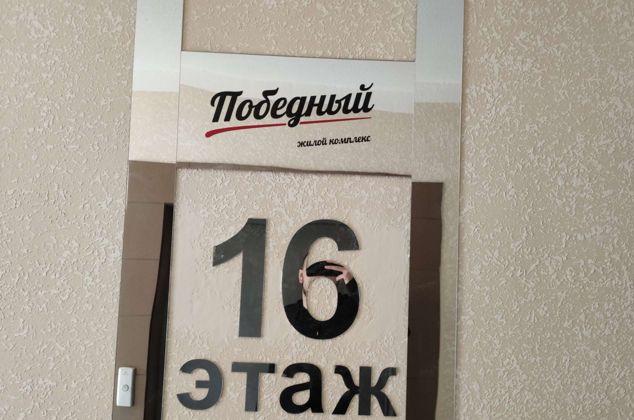 Победный
жилой комплекс
16
этаж